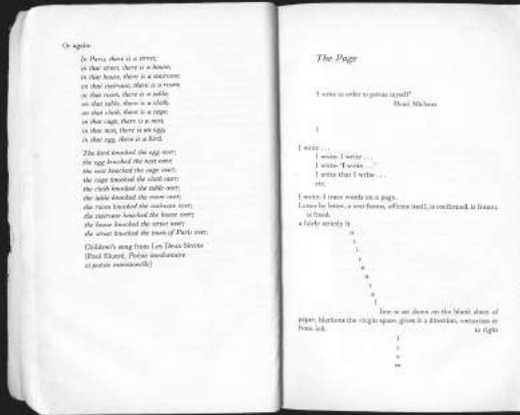 Or again:
In Paris, there is a street;
in that street, there is a house;
in that house, there is a staircase;
on that staircase, there is a room;
in that room, there is a table;
on that table, there is a cloth;
on that cloth, there is a cage;
in that cage, there is a nest;
in that nest, there is an egg,
in that egg, there is a bird.
The bird knocked the egg over;
the egg knocked the nest over;
the nest knocked the cage over;
the cage knocked the cloth over;
the cloth knocked the table over;
the table knocked the room over;
the room knocked the staircase over;
the staircase knocked the house over;
the house knocked the street over;
the street knocked the town of Paris over;
Children's song from Les Deux-Sèvres
(Paul Eluard, Poésie involontaire
et poésie intentionelle)
The Page
'I write in order to peruse myself'
Henri Michaux
I
I write . . .
I write: I write . . .
I write: 'I write . . .'
I write that I write . . .
etc.
I write: I trace words on a page.
Letter by letter, a text forms, affirms itself, is confirmed, is frozen,
is fixed.
a fairly strictly h
o
r
i
z
o
n
t
a
l
line is set down on the blank sheet of
paper, blackens the virgin space, gives it a direction, vectorizes it:
from left to right
f
r
o
m